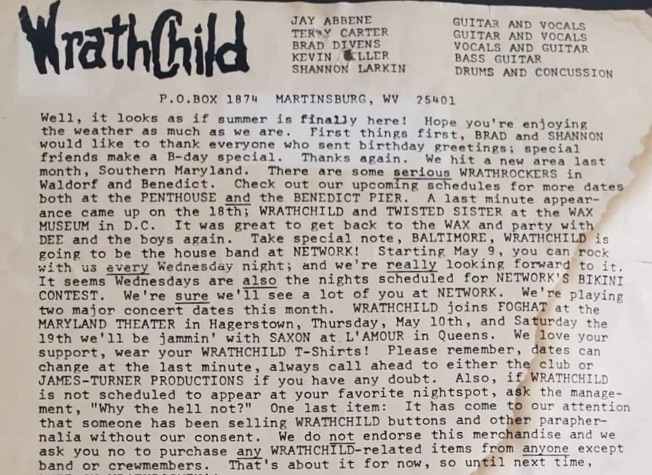 WrathChild
JAY ABBENE GUITAR AND VOCALS
TERRY CARTER GUITAR AND VOCALS
BRAD DIVENS VOCALS AND GUITAR
KEVIN BASS GUITAR
SHANNON LARKIN DRUMS AND CONCUSSION
P.O.BOX 1874 MARTINSBURG, WV 25401
Well, it looks as if summer is finally here! Hope you're enjoying
the weather as much as we are. First things first, BRAD and SHANNON
would like to thank everyone who sent birthday greetings; special
friends make a B-day special. Thanks again. We hit a new area last
month, Southern Maryland. There are some serious WRATHROCKERS in
Waldorf and Benedict. Check out our upcoming schedules for more dates
both at the PENTHOUSE and the BENEDICT PIER. A last minute appear-
ance came up on the 18th; WRATHCHILD and TWISTED SISTER at the WAX
MUSEUM in D.C. It was great to get back to the WAX and party with
DEE and the boys again. Take special note, BALTIMORE, WRATHCHILD is
going to be the house band at NETWORK! Starting May 9, you can rock
with us every Wednesday night; and we're really looking forward to it.
It seems Wednesdays are also the nights scheduled for NETWORK'S BIKINI
CONTEST. We're sure we'll see a lot of you at NETWORK. We're playing
two major concert dates this month. WRATHCHILD joins FOGHAT at the
MARYLAND THEATER in Hagerstown, Thursday, May 10th, and Saturday the
19th we'll be jammin' with SAXON at L'AMOUR in Queens. We love your
support, wear your WRATHCHILD T-Shirts! Please remember, dates can
change at the last minute, always call ahead to either the club or
JAMES-TURNER PRODUCTIONS if you have any doubt. Also, if WRATHCHILD
is not scheduled to appear at your favorite nightspot, ask the manage-
ment, "Why the hell not?" One last item: It has come to our attention
that someone has been selling WRATHCHILD buttons and other parapher-
nalia without our consent. We do not endorse this merchandise and we
ask you no to purchase any WRATHCHILD-related items from anyone except
band or crewmembers. That's about it for now, so until next time,